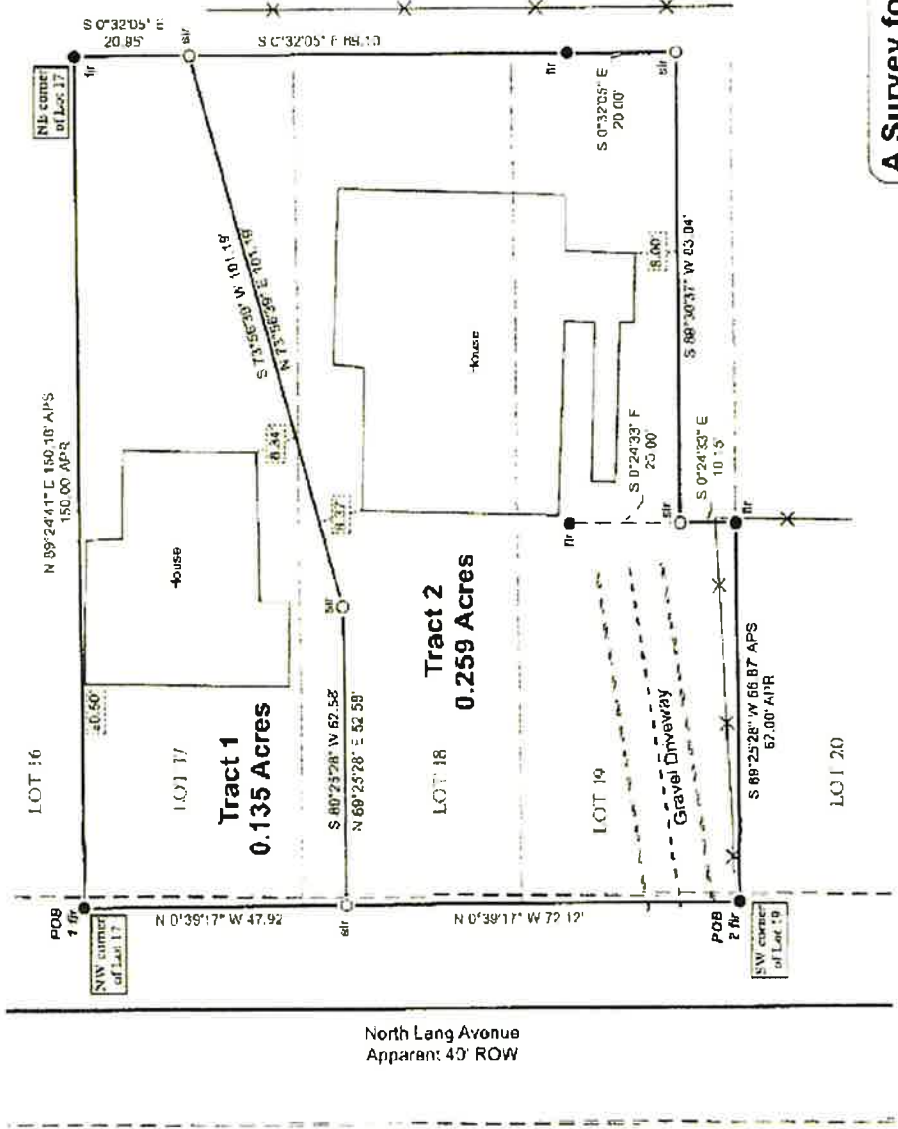 S 0°32'05" E
20.95'
sir
S 0°32'05" E 69.10
fir
NE corner
of Lot 17
fir
S 0°32'05" E
20.00'
sir
A Survey fo
N 89°24'41" E 150.18' APS
150.00 APR
S 73°56'39" W 101.19'
N 73°56'39" E 101.19'
8.34'
House
House
8.00'
S 89°30'37" W 83.04'
8.37'
sir
S 0°24'33" E
20.00'
fir
S 0°24'33" E
10.15'
sir
fir
LOT 16
±0.50'
LOT 17
Tract 1
0.135 Acres
S 89°25'28" W 52.58'
N 89°25'28" E 52.58'
Tract 2
0.259 Acres
LOT 18
LOT 19
Gravel Driveway
S 89°25'28" W 66.87' APS
67.00' APR
LOT 20
POB
1 fir
NW corner
of Lot 17
N 0°39'17" W 47.92
sir
N 0°39'17" W 72.12'
POB
2 fir
SW corner
of Lot 19
North Lang Avenue
Apparent 40' ROW